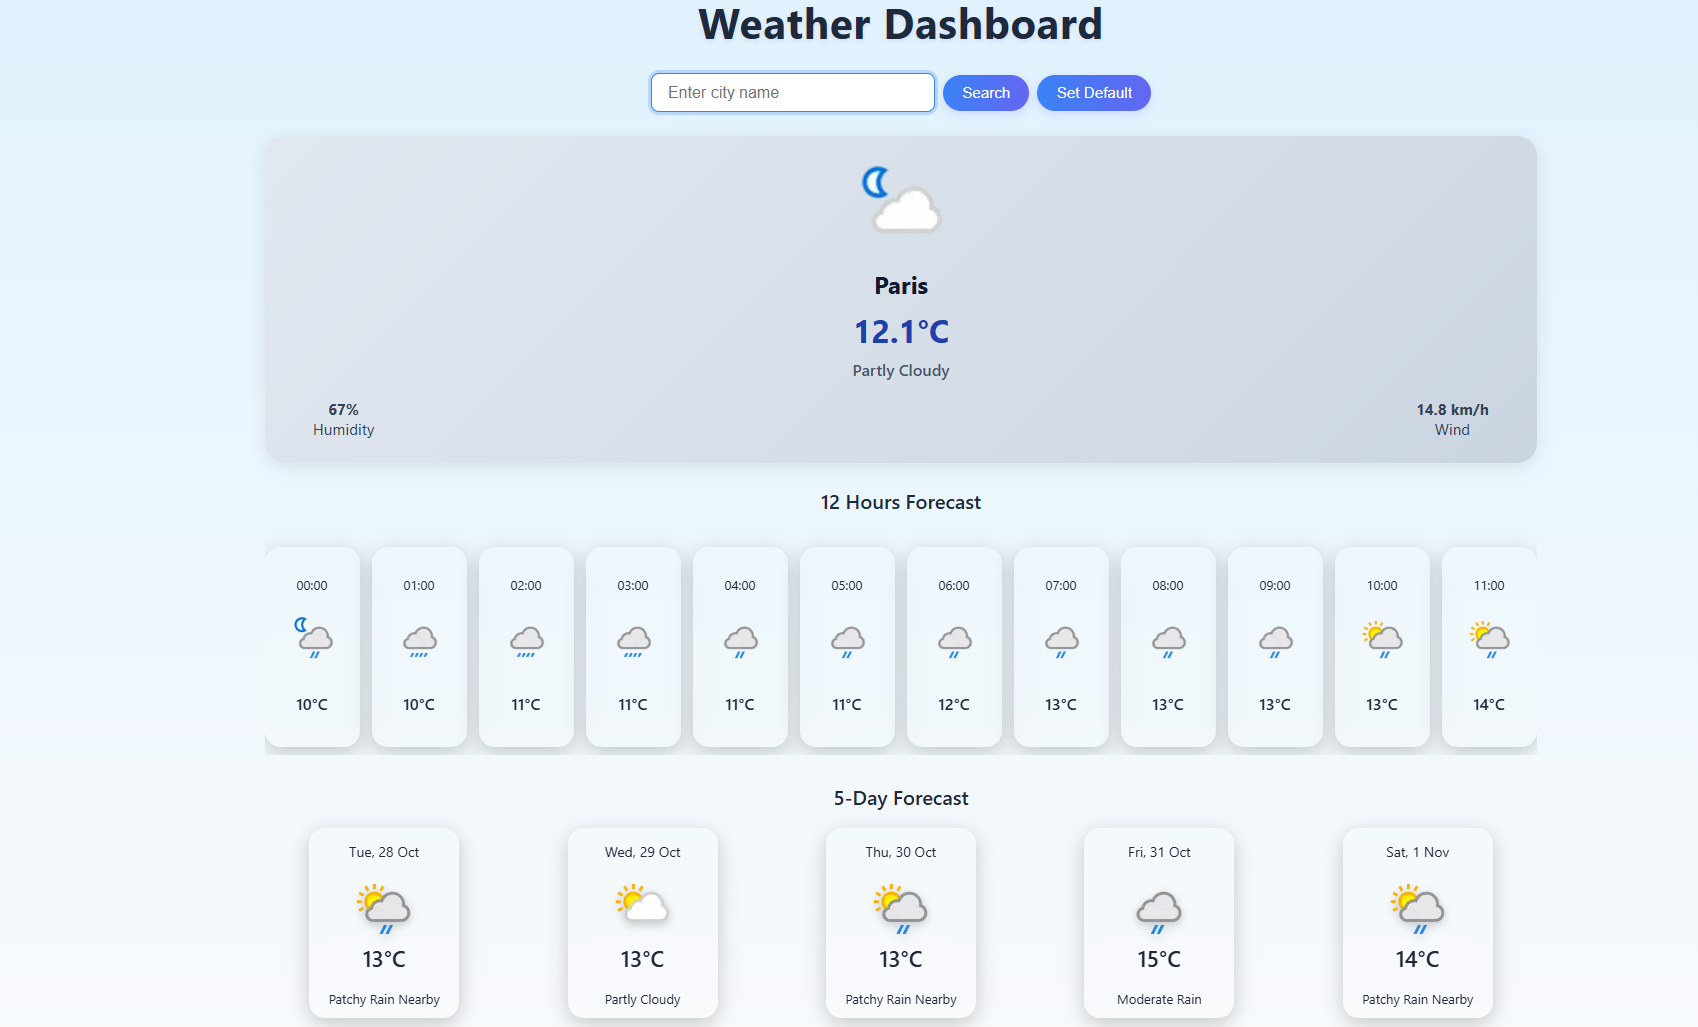 Weather Dashboard
Enter city name
Search
Set Default
Paris
12.1°C
Partly Cloudy
67%
Humidity
14.8 km/h
Wind
12 Hours Forecast
00:00 01:00 02:00 03:00 04:00 05:00 06:00 07:00 08:00 09:00 10:00 11:00
10°C 10°C 11°C 11°C 11°C 11°C 12°C 13°C 13°C 13°C 13°C 14°C
5-Day Forecast
Tue, 28 Oct
13°C
Patchy Rain Nearby
Wed, 29 Oct
13°C
Partly Cloudy
Thu, 30 Oct
13°C
Patchy Rain Nearby
Fri, 31 Oct
15°C
Moderate Rain
Sat, 1 Nov
14°C
Patchy Rain Nearby